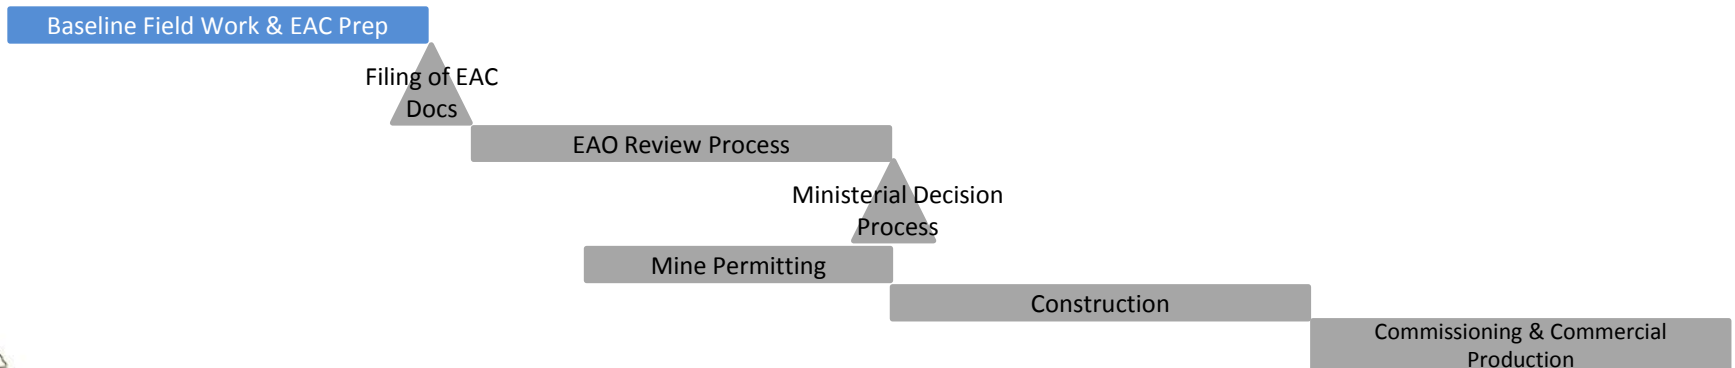 Baseline Field Work & EAC Prep
Filing of EAC
Docs
EAO Review Process
Ministerial Decision
Process
Mine Permitting
Construction
Commissioning & Commercial
Production